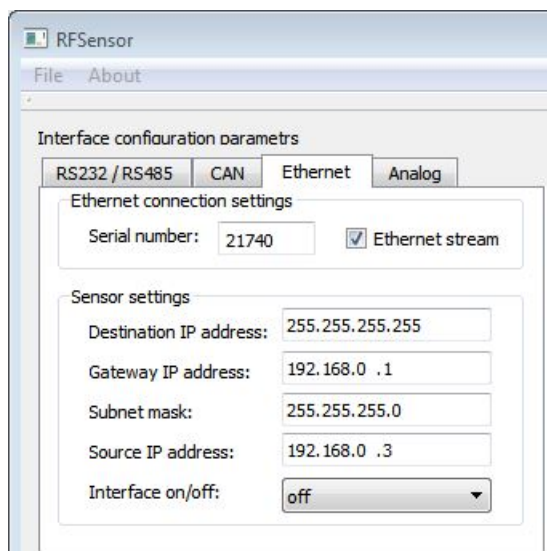 RFSensor
File About
Interface configuration parametrs
RS232 / RS485 CAN Ethernet Analog
Ethernet connection settings
Serial number: 21740 Ethernet stream
Sensor settings
Destination IP address: 255.255.255.255
Gateway IP address: 192.168.0 .1
Subnet mask: 255.255.255.0
Source IP address: 192.168.0 .3
Interface on/off: off